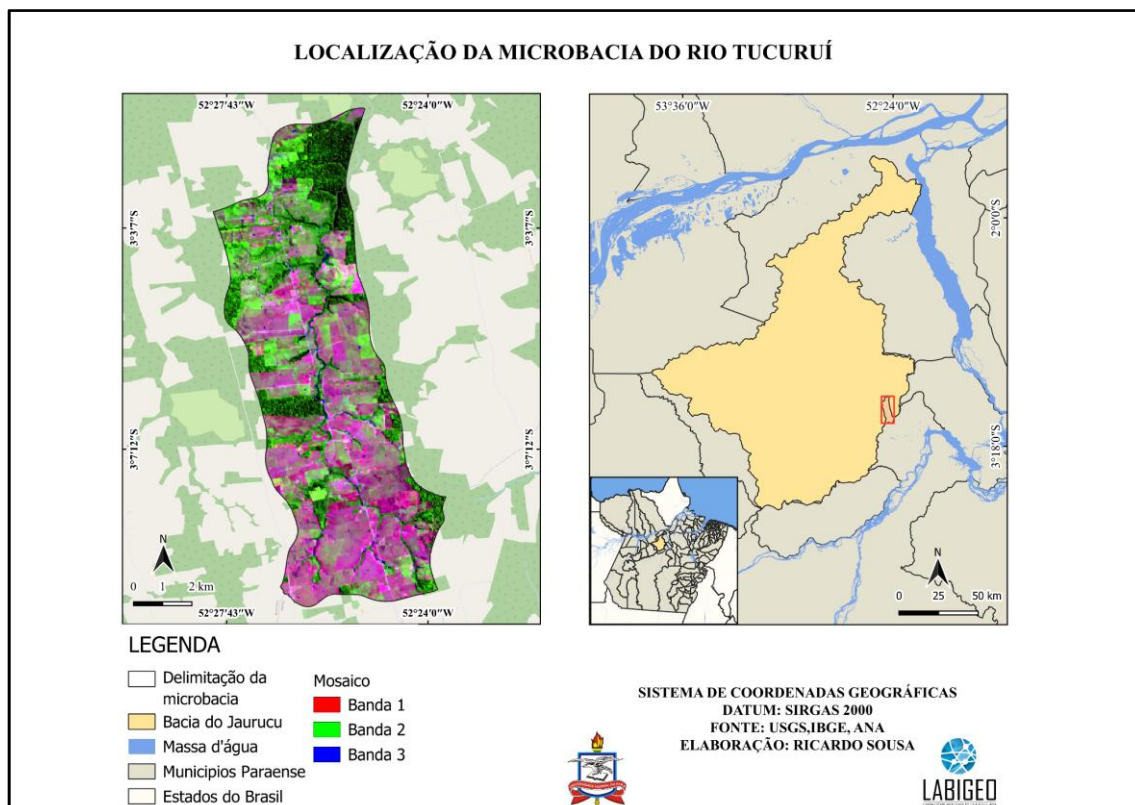 LOCALIZAÇÃO DA MICROBACIA DO RIO TUCURUÍ
52°27'43"W
52°24'0"W
3°3'7"S
3°3'7"S
3°7'12"S
3°7'12"S
N
0 1 2 km
52°27'43"W
52°24'0"W
53°36'0"W
52°24'0"W
2°0'0"S
3°18'0"S
N
0 25 50 km
LEGENDA
Delimitação da
microbacia
Bacia do Jaurucu
Massa d'água
Municipios Paraense
Estados do Brasil
Mosaico
Banda 1
Banda 2
Banda 3
SISTEMA DE COORDENADAS GEOGRÁFICAS
DATUM: SIRGAS 2000
FONTE: USGS,IBGE, ANA
ELABORAÇÃO: RICARDO SOUSA
LABIGEO